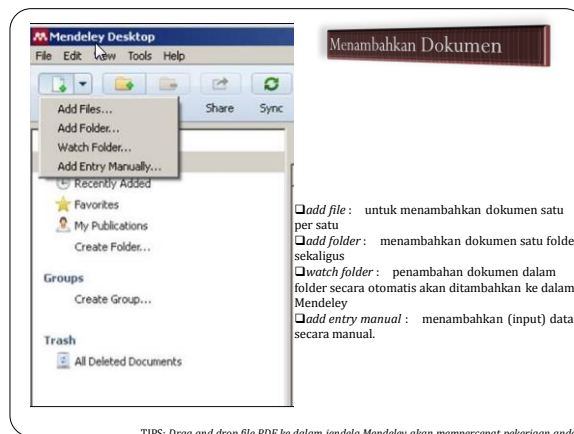 Mendeley Desktop
File Edit View Tools Help
Share Sync
Add Files...
Add Folder...
Watch Folder...
Add Entry Manually...
Recently Added
Favorites
My Publications
Create Folder...
Groups
Create Group...
Trash
All Deleted Documents
Menambahkan Dokumen
❑add file : untuk menambahkan dokumen satu
per satu
❑add folder : menambahkan dokumen satu folde
sekaligus
❑watch folder : penambahan dokumen dalam
folder secara otomatis akan ditambahkan ke dalam
Mendeley
❑add entry manual : menambahkan (input) data
secara manual.
TIPS: Drag and drop file PDF ke dalam jendela Mendeley akan mempercepat pekerjaan anda